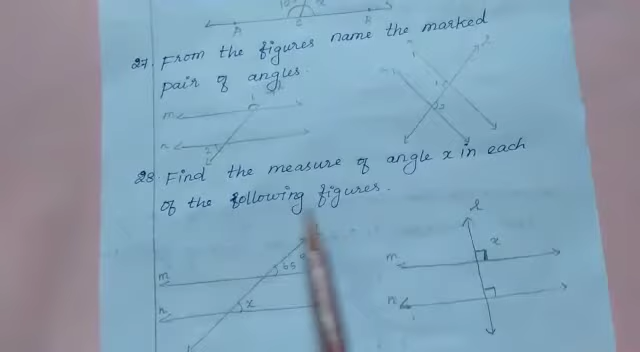 27. From the figures name the marked
pair of angles.
m
n
28. Find the measure of angle x in each
of the following figures.
l
m
65°
x
n
m
x
n